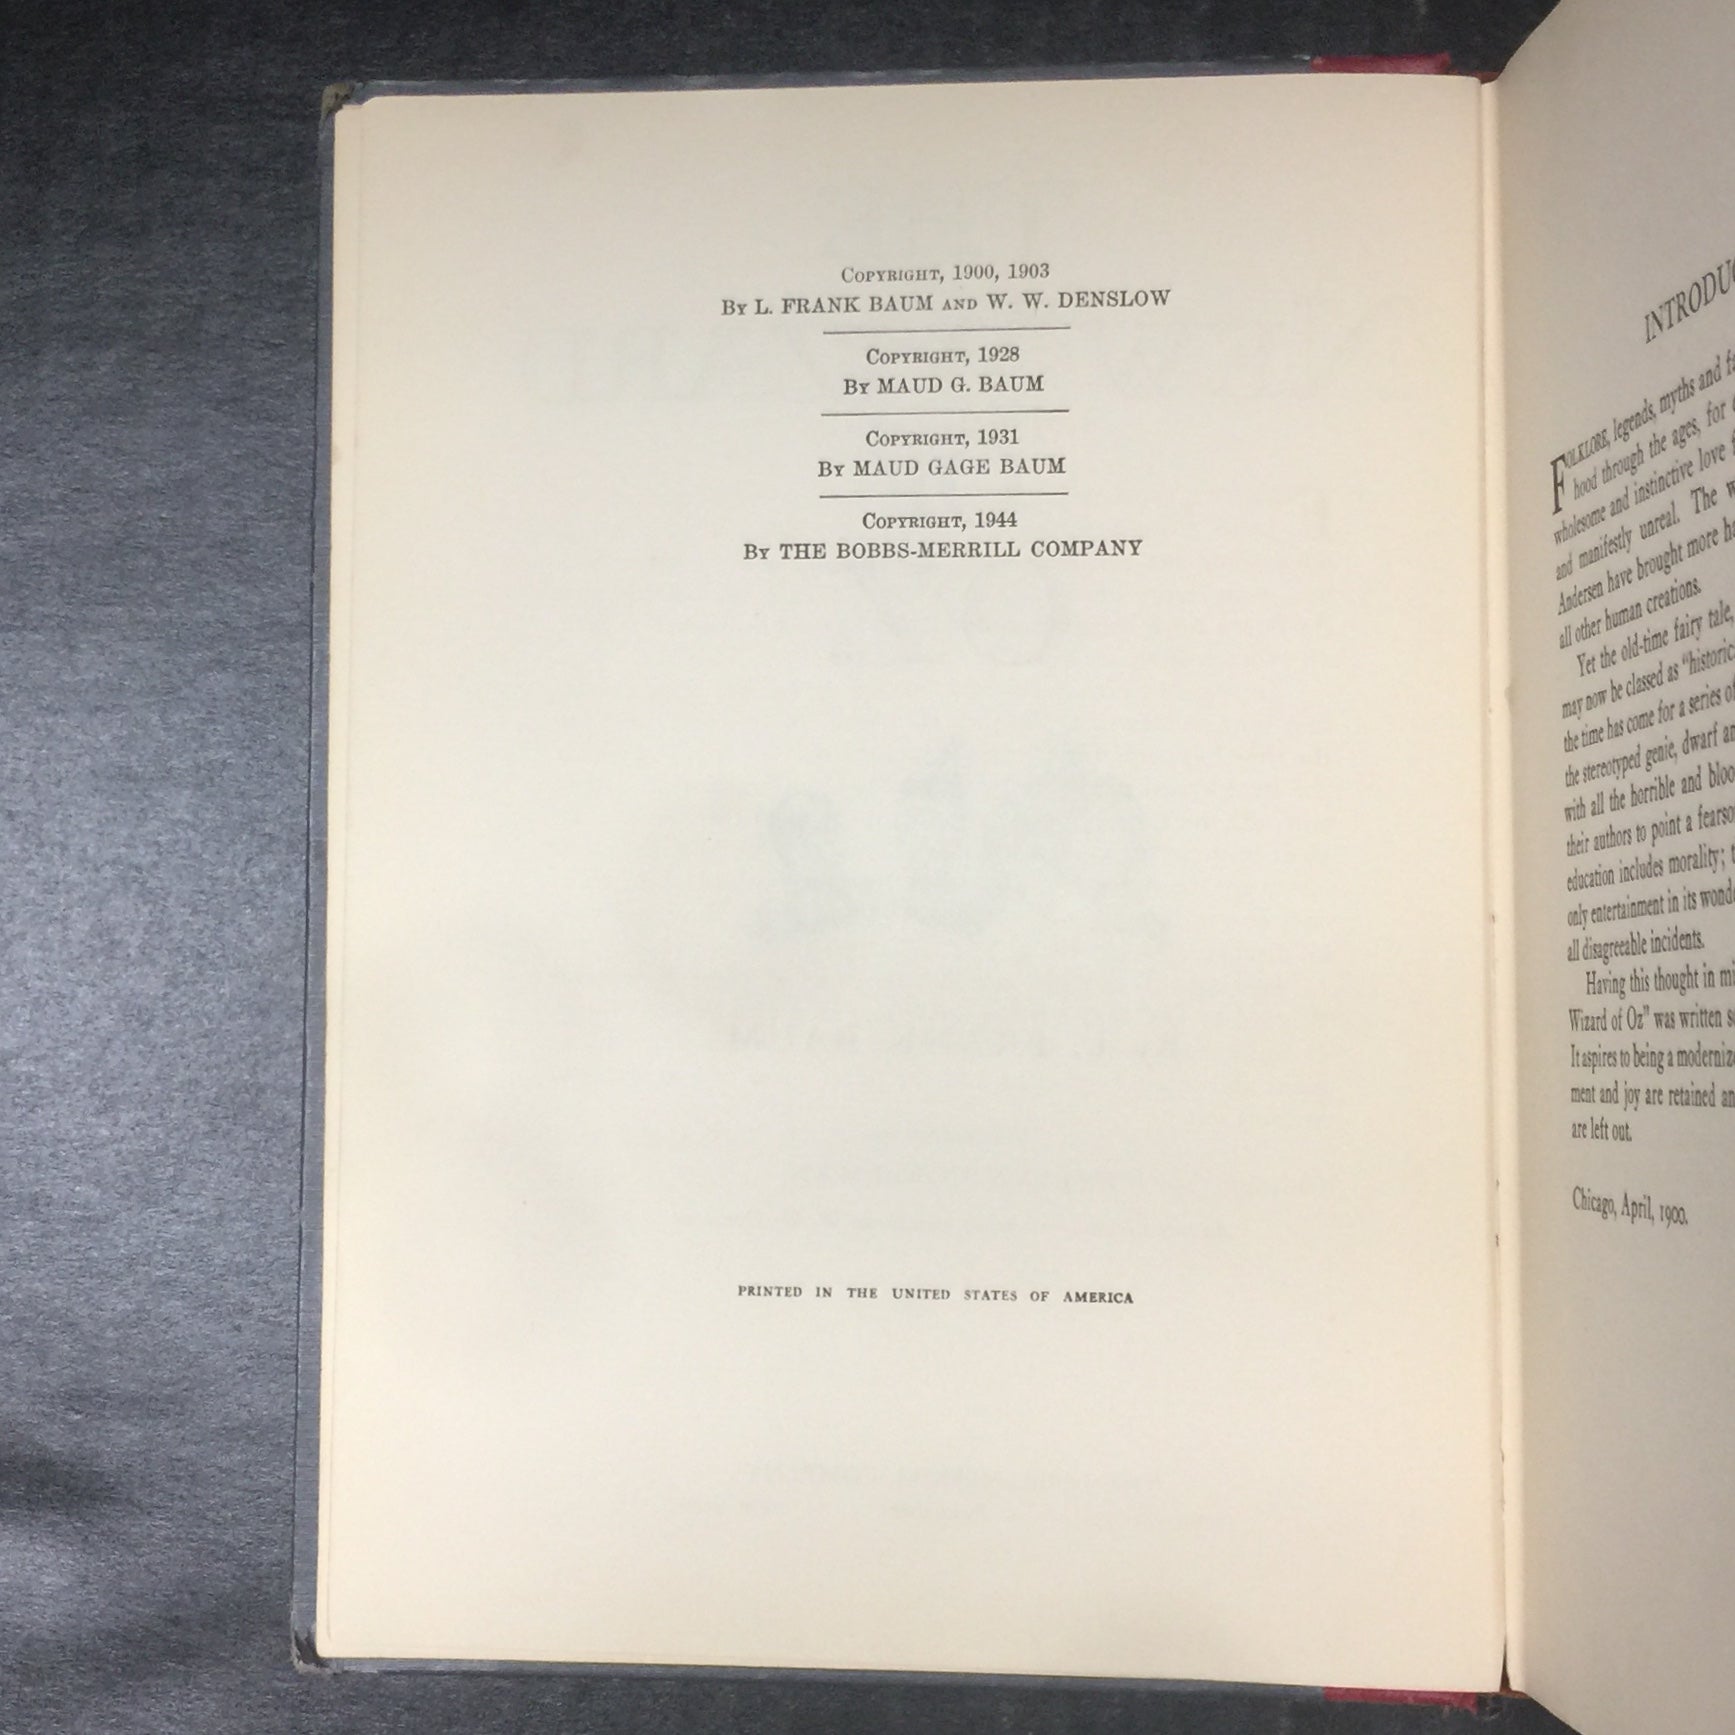 COPYRIGHT, 1900, 1903
BY L. FRANK BAUM AND W. W. DENSLOW
COPYRIGHT, 1928
BY MAUD G. BAUM
COPYRIGHT, 1931
BY MAUD GAGE BAUM
COPYRIGHT, 1944
BY THE BOBBS-MERRILL COMPANY
PRINTED IN THE UNITED STATES OF AMERICA
FOLKLORE, legends, myths and
hood through the ages, for
wholesome and instinctive love
and manifestly unreal. The
Andersen have brought more
all other human creations.
Yet the old-time fairy tale,
may now be classed as "historic
the time has come for a series
the stereotyped genie, dwarf
with all the horrible and
their authors to point a
education includes morality;
only entertainment in its
all disagreeable incidents.
Having this thought in
Wizard of Oz" was written
It aspires to being a
ment and joy are retained
are left out.
Chicago, April, 1900.